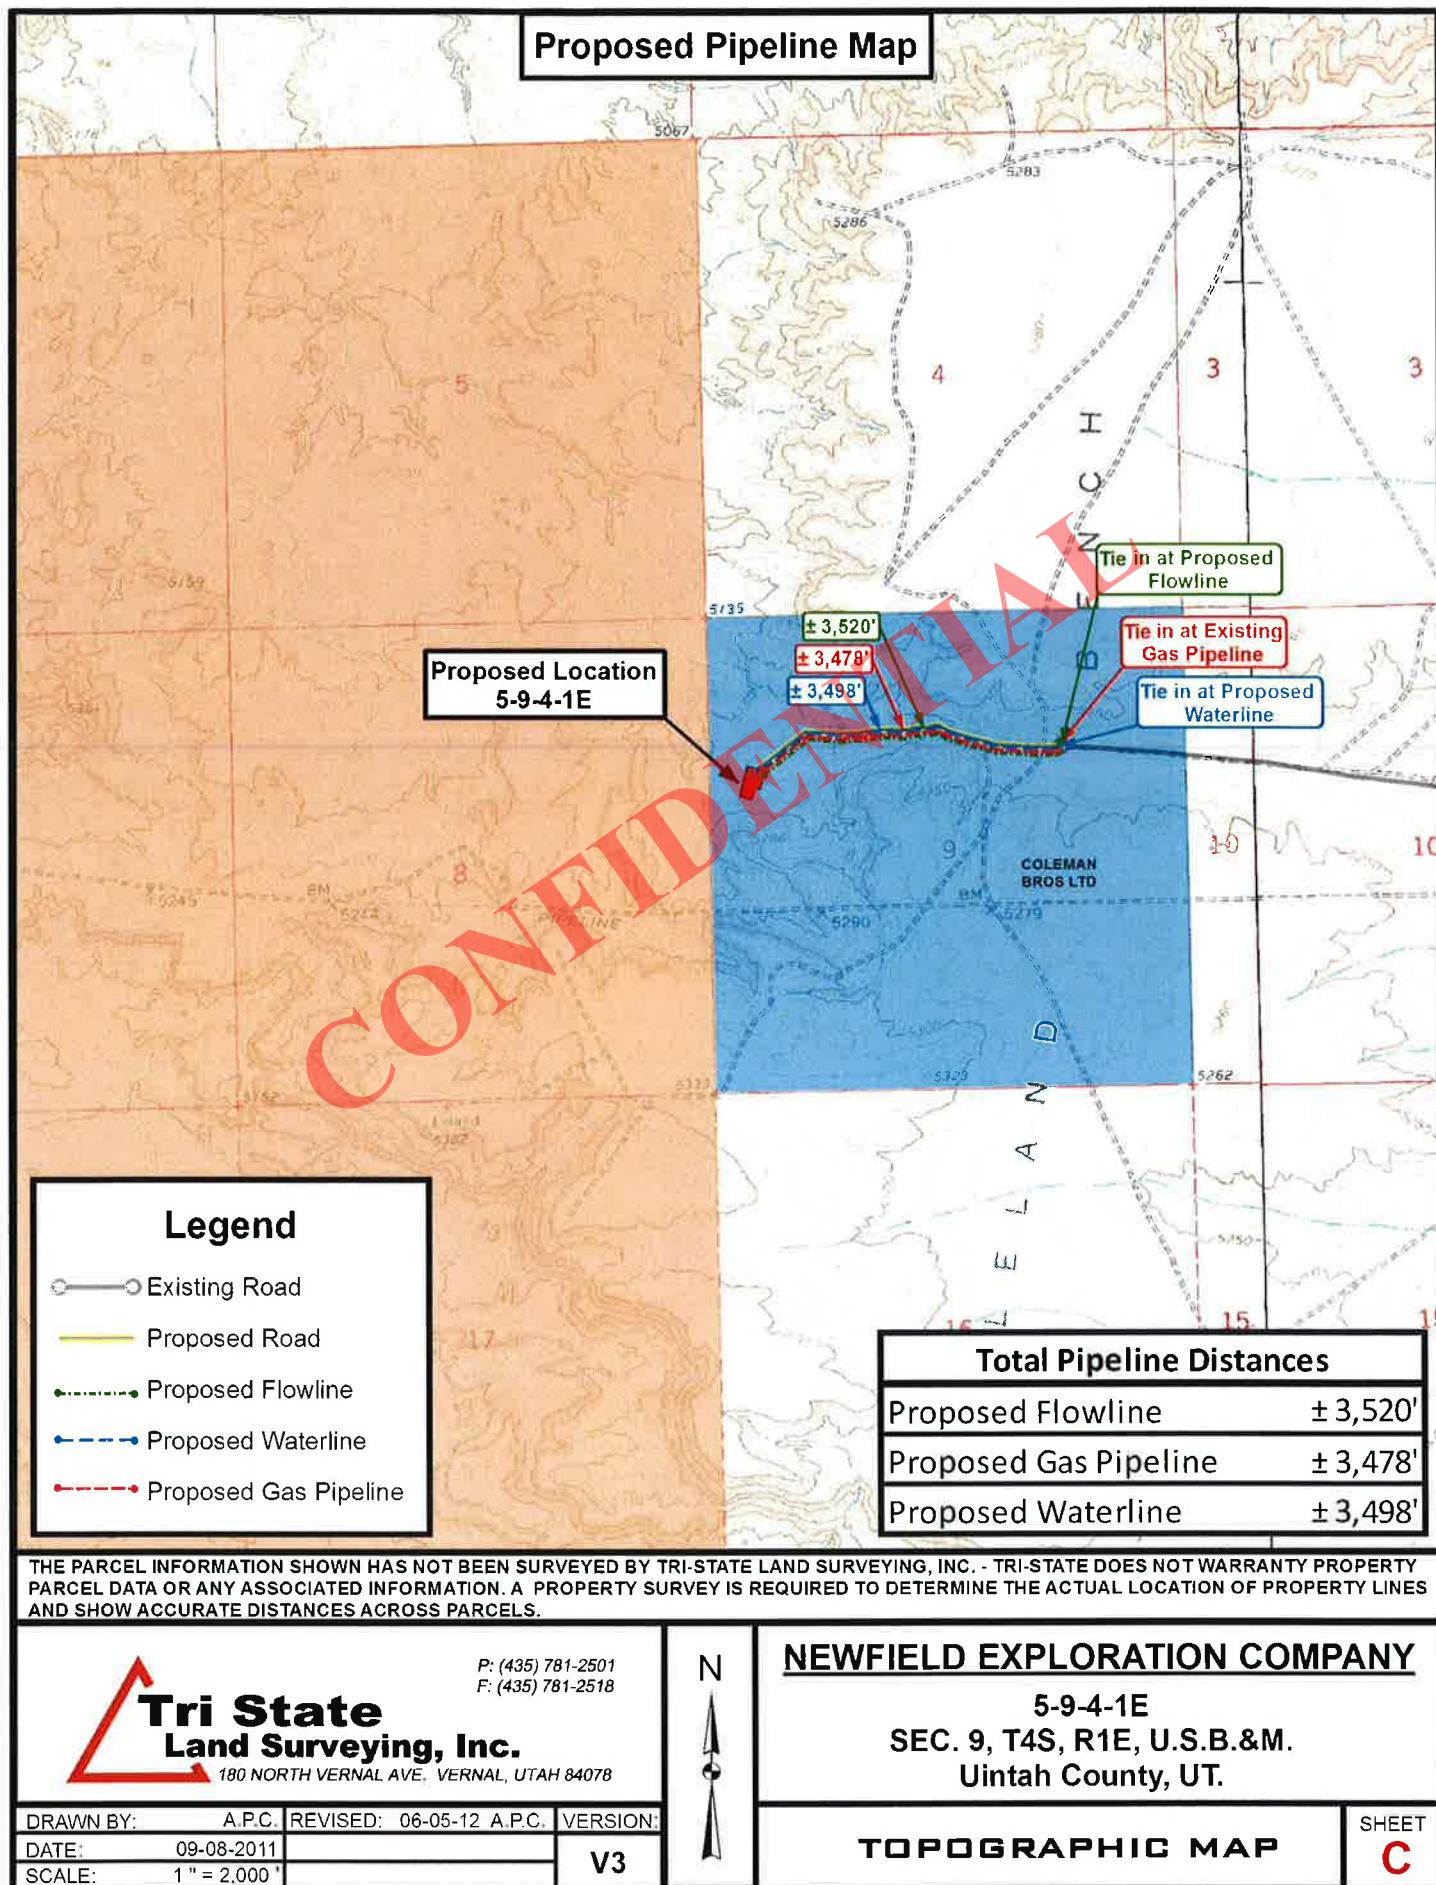 Proposed Pipeline Map
5067
5283
5286
5
4
3
3
B E N C H
5159
5135
Tie in at Proposed
Flowline
± 3,520'
± 3,478'
± 3,498'
Tie in at Existing
Gas Pipeline
Tie in at Proposed
Waterline
Proposed Location
5-9-4-1E
CONFIDENTIAL
8
9
10
10
COLEMAN
BROS LTD
BM
5245
BM
5279
PIPELINE
5290
L E L A N D
5333
5323
5262
5250
17
16
15
Legend
Existing Road
Proposed Road
Proposed Flowline
Proposed Waterline
Proposed Gas Pipeline
Total Pipeline Distances
Proposed Flowline ± 3,520'
Proposed Gas Pipeline ± 3,478'
Proposed Waterline ± 3,498'
THE PARCEL INFORMATION SHOWN HAS NOT BEEN SURVEYED BY TRI-STATE LAND SURVEYING, INC. - TRI-STATE DOES NOT WARRANTY PROPERTY
PARCEL DATA OR ANY ASSOCIATED INFORMATION. A PROPERTY SURVEY IS REQUIRED TO DETERMINE THE ACTUAL LOCATION OF PROPERTY LINES
AND SHOW ACCURATE DISTANCES ACROSS PARCELS.
P: (435) 781-2501
F: (435) 781-2518
Tri State
Land Surveying, Inc.
180 NORTH VERNAL AVE. VERNAL, UTAH 84078
N
NEWFIELD EXPLORATION COMPANY
5-9-4-1E
SEC. 9, T4S, R1E, U.S.B.&M.
Uintah County, UT.
DRAWN BY: A.P.C. REVISED: 06-05-12 A.P.C. VERSION:
DATE: 09-08-2011
V3
SCALE: 1 " = 2,000 '
TOPOGRAPHIC MAP
SHEET
C